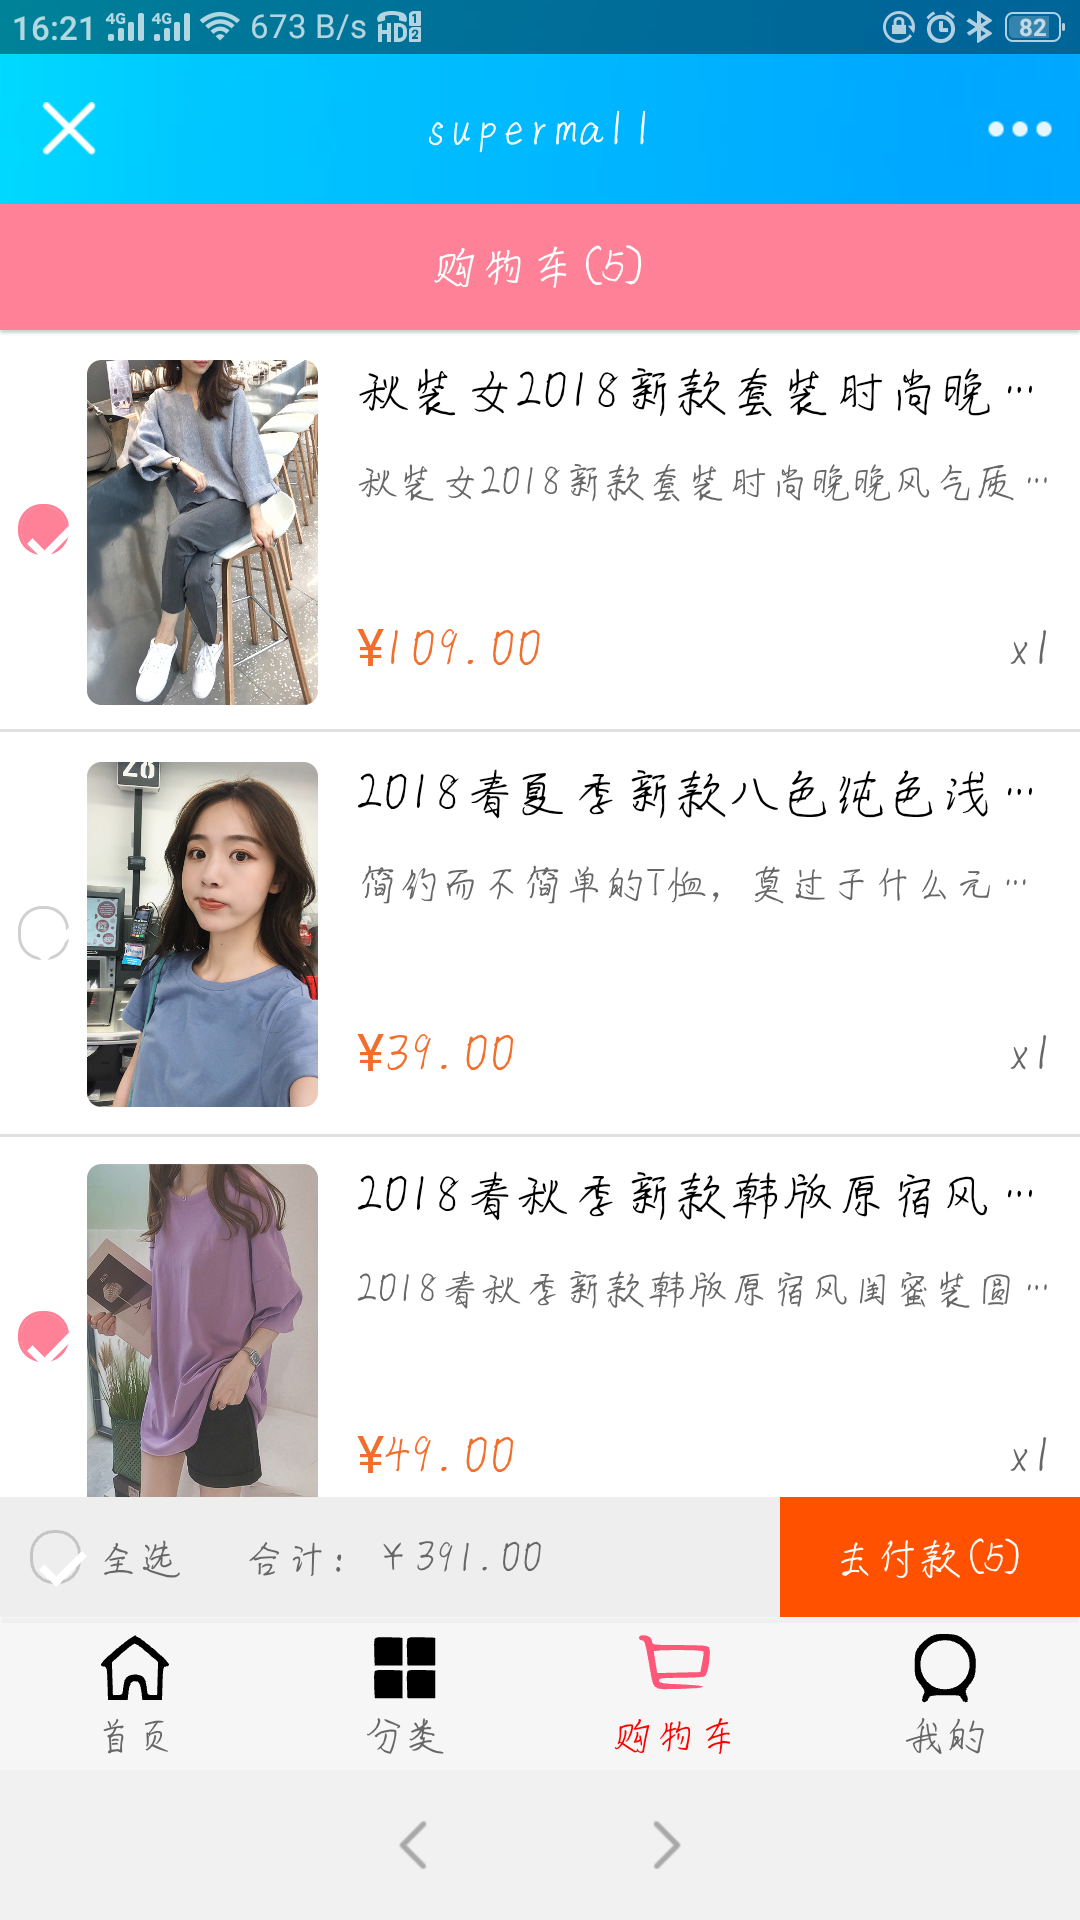 16:21 4G 4G 673 B/s HD 1 2 82
supermall
购物车(5)
秋装女2018新款套装时尚晚…
秋装女2018新款套装时尚晚晚风气质…
¥109.00 x1
26
2018春夏季新款八色纯色浅…
简约而不简单的T恤，莫过于什么元…
¥39.00 x1
2018春秋季新款韩版原宿风…
2018春秋季新款韩版原宿风闺蜜装圆…
¥49.00 x1
全选 合计: ￥391.00 去付款(5)
首页 分类 购物车 我的